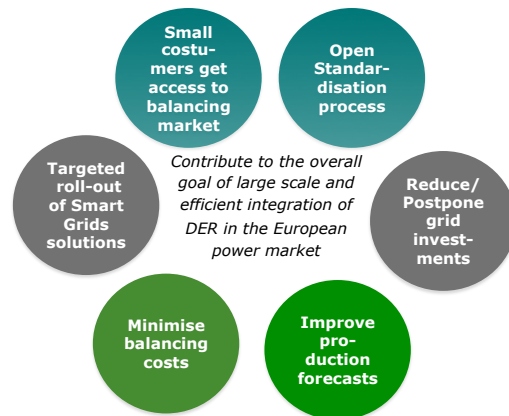 Small
costu-
mers get
access to
balancing
market
Open
Standar-
disation
process
Targeted
roll-out
of Smart
Grids
solutions
Contribute to the overall
goal of large scale and
efficient integration of
DER in the European
power market
Reduce/
Postpone
grid
invest-
ments
Minimise
balancing
costs
Improve
pro-
duction
forecasts